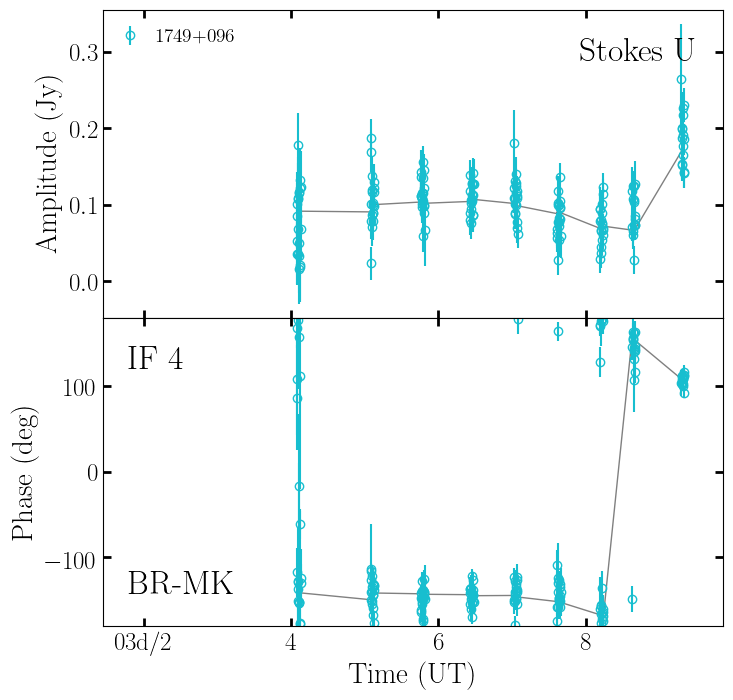 1749+096
Stokes U
0.3
0.2
0.1
0.0
Amplitude (Jy)
IF 4
100
0
−100
Phase (deg)
BR-MK
03d/2 4 6 8
Time (UT)